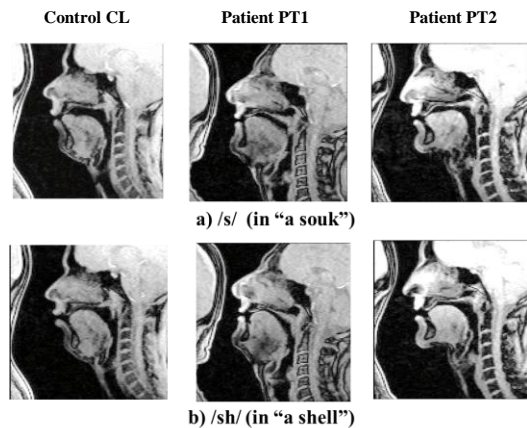 Control CL Patient PT1 Patient PT2
a) /s/ (in “a souk”)
b) /sh/ (in “a shell”)